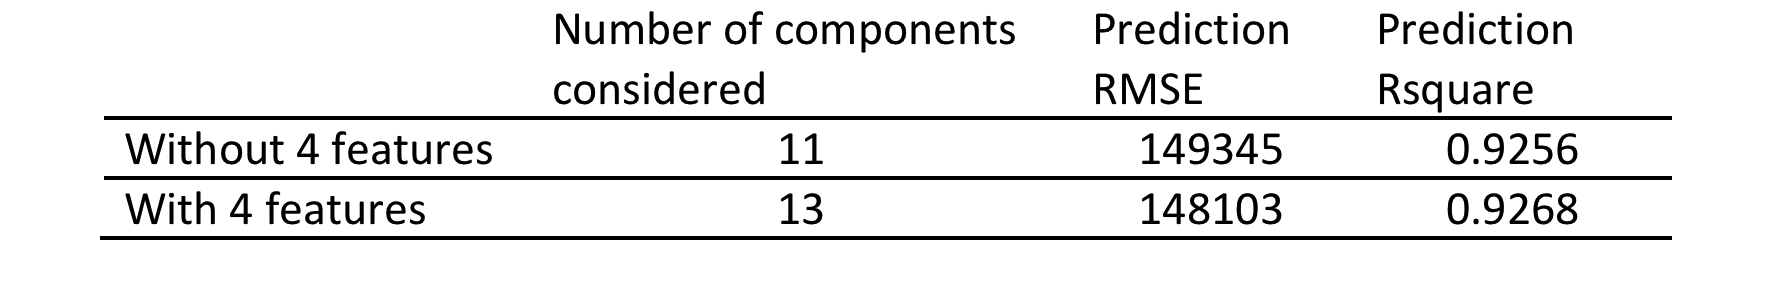 Number of components Prediction Prediction
considered RMSE Rsquare
Without 4 features 11 149345 0.9256
With 4 features 13 148103 0.9268